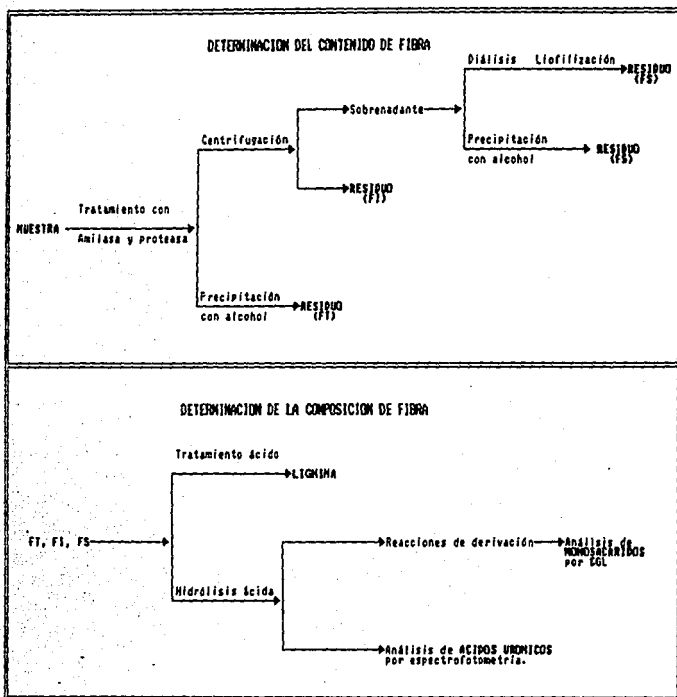 DETERMINACION DEL CONTENIDO DE FIBRA
Diálisis Liofilización
RESIDUO
(FS)
Sobrenadante
Centrifugación
Precipitación
con alcohol
RESIDUO
(FS)
RESIDUO
(FI)
Tratamiento con
MUESTRA
Amilasa y proteasa
Precipitación
con alcohol
RESIDUO
(FT)
DETERMINACION DE LA COMPOSICION DE FIBRA
Tratamiento ácido
LIGNINA
FT, FI, FS
Reacciones de derivación
Análisis de
MONOSACARIDOS
por CGL
Hidrólisis ácida
Análisis de ACIDOS URONICOS
por espectrofotometría.